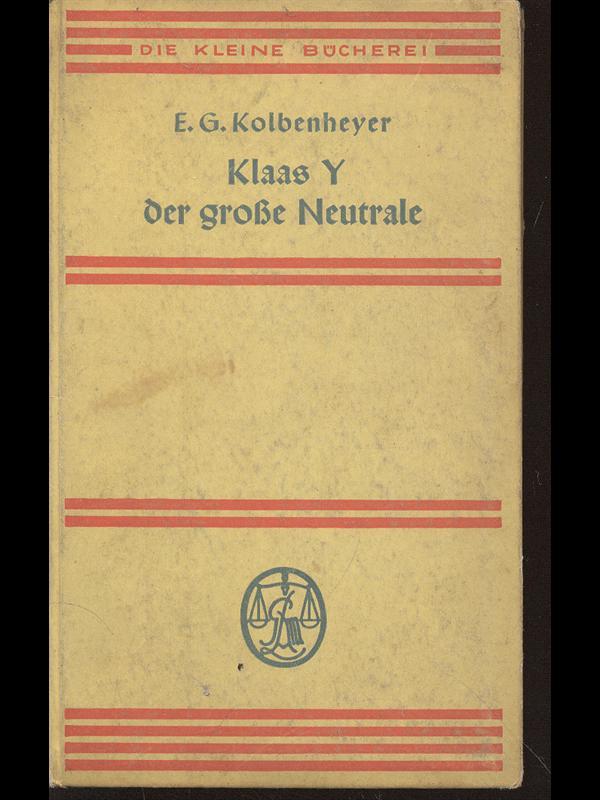 DIE KLEINE BÜCHEREI
E. G. Kolbenheyer
Klaas Y
der große Neutrale